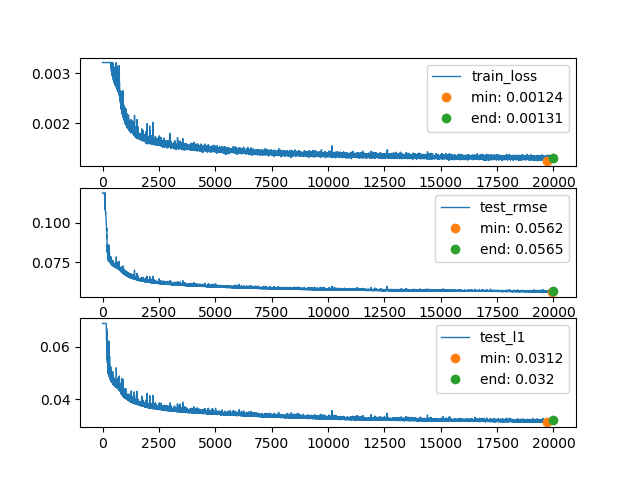 train_loss
min: 0.00124
end: 0.00131
0.003
0.002
0 2500 5000 7500 10000 12500 15000 17500 20000
test_rmse
min: 0.0562
end: 0.0565
0.100
0.075
0 2500 5000 7500 10000 12500 15000 17500 20000
test_l1
min: 0.0312
end: 0.032
0.06
0.04
0 2500 5000 7500 10000 12500 15000 17500 20000